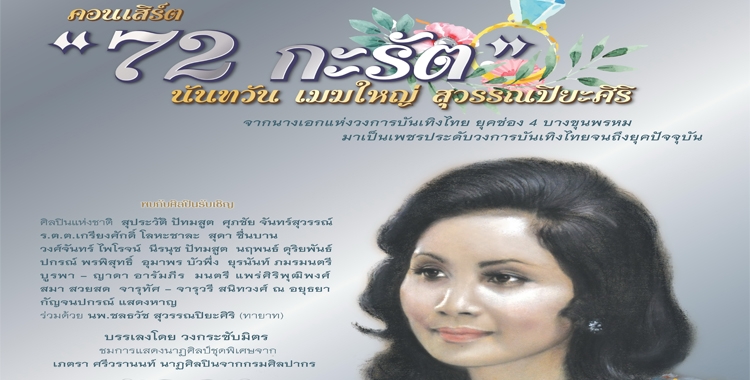 คอนเสิร์ต
“72 กะรัต”
นันทวัน เมฆใหญ่ สุวรรณปิยะศิริ
จากนางเอกแห่งวงการบันเทิงไทย ยุคช่อง 4 บางขุนพรหม
มาเป็นเพชรประดับวงการบันเทิงไทยจนถึงยุคปัจจุบัน
พบกับศิลปินรับเชิญ
ศิลปินแห่งชาติ สุประวัติ ปัทมสูต ศุภชัย จันทร์สุวรรณ์
ร.ต.ต.เกรียงศักดิ์ โลหะชาละ สุดา ชื่นบาน
วงศ์จันทร์ ไพโรจน์ นีรนุช ปัทมสูต นฤพนธ์ ดุริยพันธ์
ปกรณ์ พรพิสุทธิ์ อุมาพร บัวพึ่ง ยุรนันท์ ภมรมนตรี
บูรพา - ญาดา อารัมภีร มนตรี แพร่ศิริพุฒิพงศ์
สมา สวยสด จารุทัศ - จารุวรี สนิทวงศ์ ณ อยุธยา
กัญจนปกรณ์ แสดงหาญ
ร่วมด้วย นพ.ชลธวัช สุวรรณปิยะศิริ (ทายาท)
บรรเลงโดย วงกระชับมิตร
ชมการแสดงนาฏศิลป์ชุดพิเศษจาก
เภตรา ศรีวรานนท์ นาฏศิลปินจากกรมศิลปากร